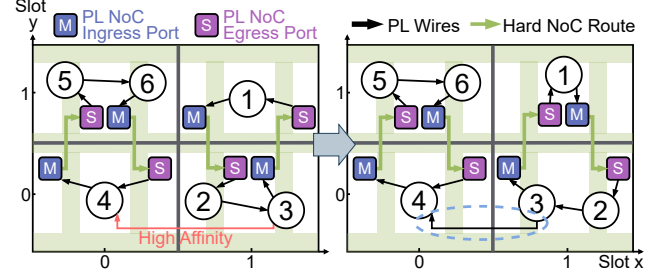 Slot
y
M
PL NoC
Ingress Port
S
PL NoC
Egress Port
PL Wires
Hard NoC Route
1
0
5
6
S
M
M
1
S
M
S
4
S
M
2
3
High Affinity
0
1
5
6
S
M
1
S
M
M
S
4
M
3
2
S
0
1
Slot x